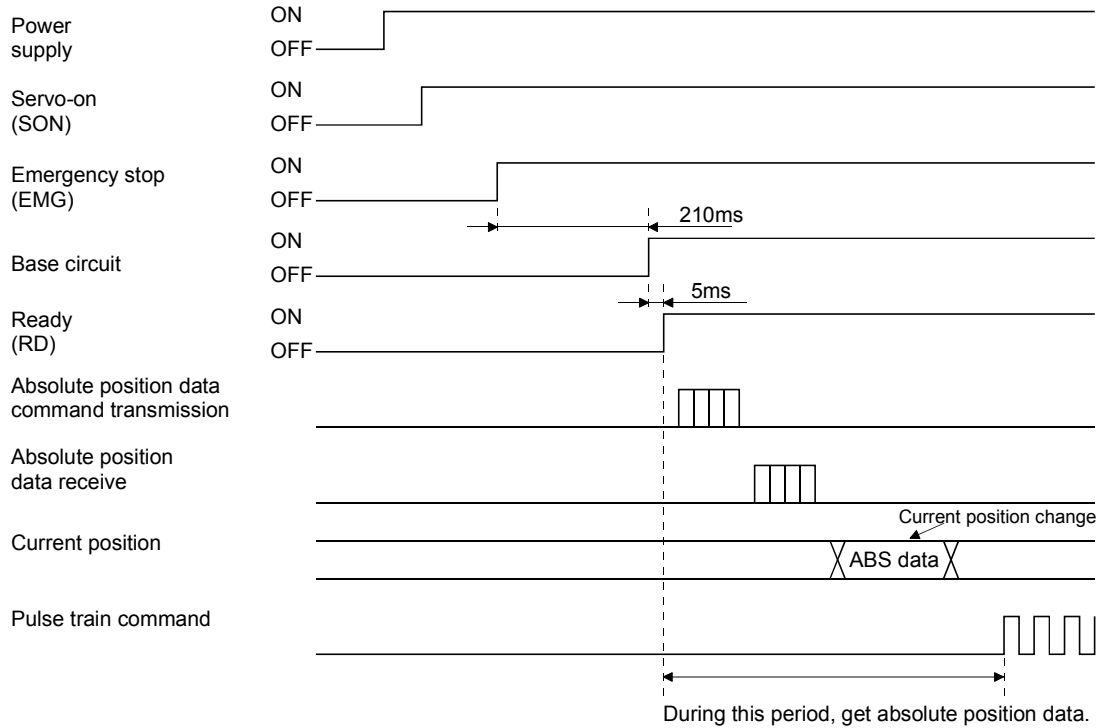 Power
supply
ON
OFF
Servo-on
(SON)
ON
OFF
Emergency stop
(EMG)
ON
OFF
210ms
Base circuit
ON
OFF
5ms
Ready
(RD)
ON
OFF
Absolute position data
command transmission
Absolute position
data receive
Current position change
Current position
ABS data
Pulse train command
During this period, get absolute position data.